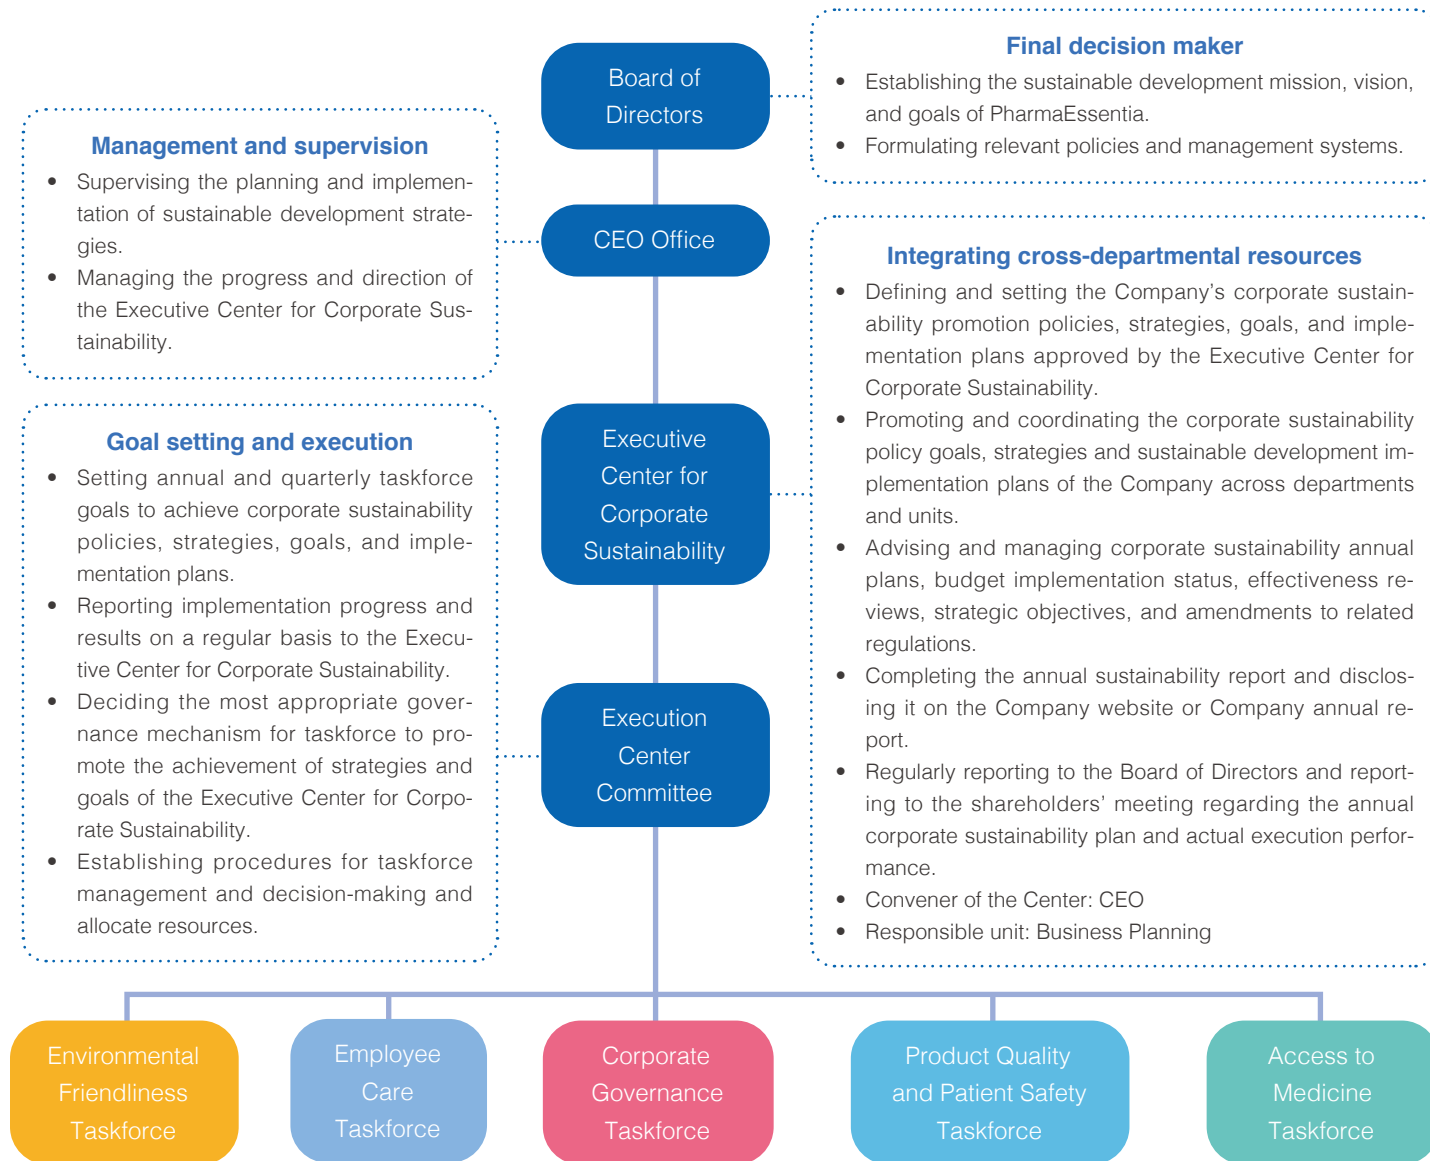 Board of
Directors
Final decision maker
• Establishing the sustainable development mission, vision,
and goals of PharmaEssentia.
• Formulating relevant policies and management systems.
Management and supervision
• Supervising the planning and implemen-
tation of sustainable development strate-
gies.
• Managing the progress and direction of
the Executive Center for Corporate Sus-
tainability.
CEO Office
Integrating cross-departmental resources
• Defining and setting the Company’s corporate sustain-
ability promotion policies, strategies, goals, and imple-
mentation plans approved by the Executive Center for
Corporate Sustainability.
• Promoting and coordinating the corporate sustainability
policy goals, strategies and sustainable development im-
plementation plans of the Company across departments
and units.
• Advising and managing corporate sustainability annual
plans, budget implementation status, effectiveness re-
views, strategic objectives, and amendments to related
regulations.
• Completing the annual sustainability report and disclos-
ing it on the Company website or Company annual re-
port.
• Regularly reporting to the Board of Directors and report-
ing to the shareholders’ meeting regarding the annual
corporate sustainability plan and actual execution perfor-
mance.
• Convener of the Center: CEO
• Responsible unit: Business Planning
Executive
Center for
Corporate
Sustainability
Goal setting and execution
• Setting annual and quarterly taskforce
goals to achieve corporate sustainability
policies, strategies, goals, and imple-
mentation plans.
• Reporting implementation progress and
results on a regular basis to the Execu-
tive Center for Corporate Sustainability.
• Deciding the most appropriate gover-
nance mechanism for taskforce to pro-
mote the achievement of strategies and
goals of the Executive Center for Corpo-
rate Sustainability.
• Establishing procedures for taskforce
management and decision-making and
allocate resources.
Execution
Center
Committee
Environmental
Friendliness
Taskforce
Employee
Care
Taskforce
Corporate
Governance
Taskforce
Product Quality
and Patient Safety
Taskforce
Access to
Medicine
Taskforce